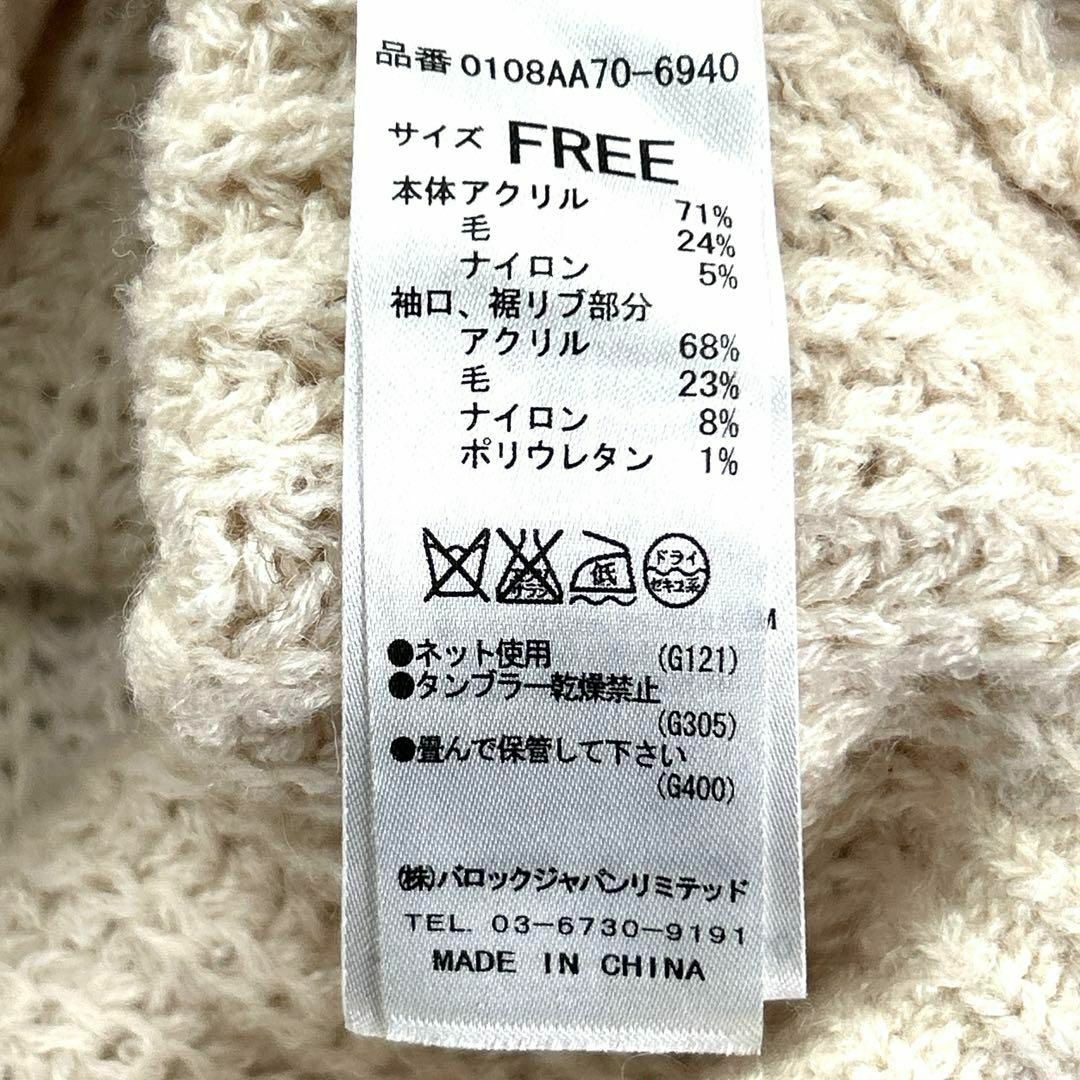 品番 0108AA70-6940
サイズ FREE
本体アクリル 71%
毛 24%
ナイロン 5%
袖口、裾リブ部分
アクリル 68%
毛 23%
ナイロン 8%
ポリウレタン 1%
低 ドライ
セキユ系
●ネット使用 (G121)
●タンブラー乾燥禁止
(G305)
●畳んで保管して下さい
(G400)
(株)バロックジャパンリミテッド
TEL. 03-6730-9191
MADE IN CHINA
M